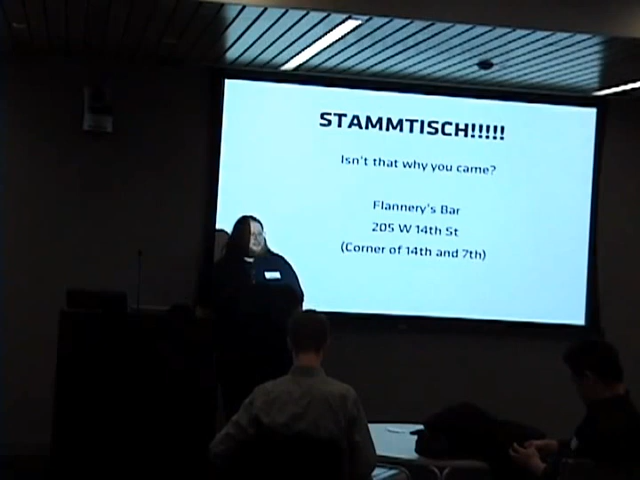 STAMMTISCH!!!!!
Isn't that why you came?
Flannery's Bar
205 W 14th St
(Corner of 14th and 7th)